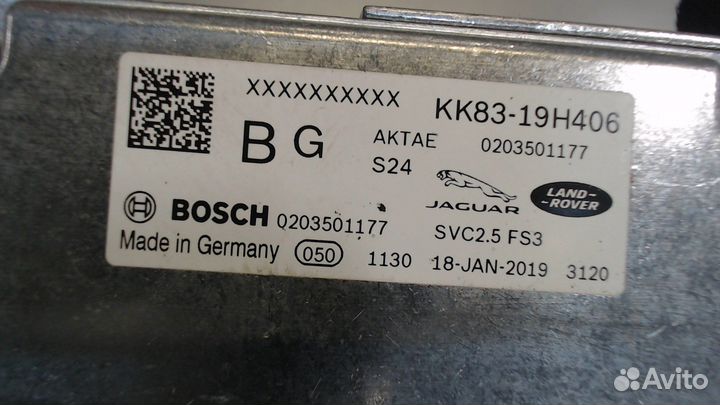 XXXXXXXXXX KK83-19H406
B G AKTAE 0203501177
S24
JAGUAR LAND-ROVER
BOSCH 0203501177 SVC2.5 FS3
Made in Germany 050 1130 18-JAN-2019 3120
Avito